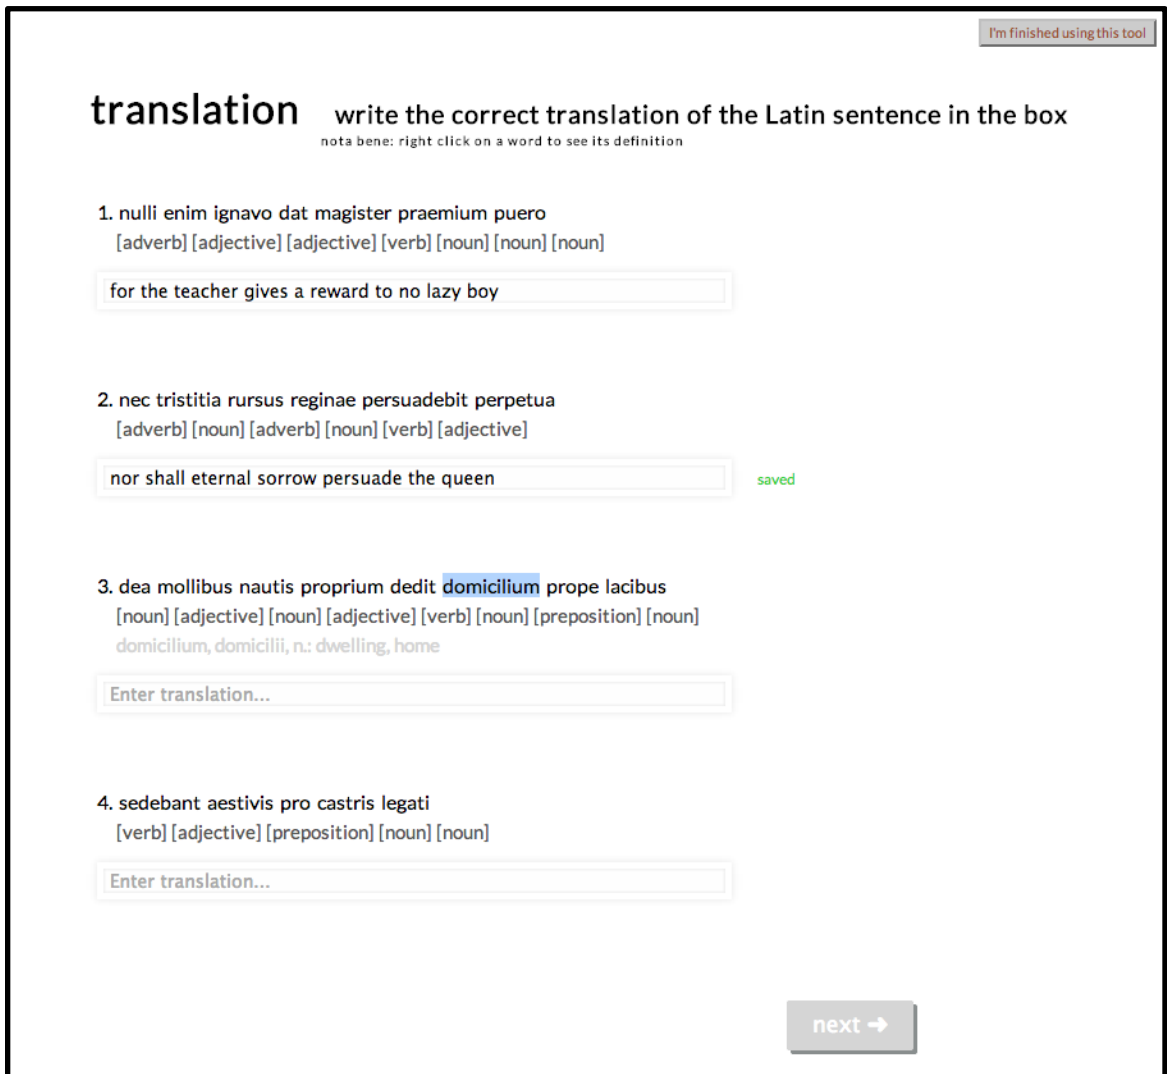 I'm finished using this tool
translation write the correct translation of the Latin sentence in the box
nota bene: right click on a word to see its definition
1. nulli enim ignavo dat magister praemium puero
[adverb] [adjective] [adjective] [verb] [noun] [noun] [noun]
for the teacher gives a reward to no lazy boy
2. nec tristitia rursus reginae persuadebit perpetua
[adverb] [noun] [adverb] [noun] [verb] [adjective]
nor shall eternal sorrow persuade the queen
saved
3. dea mollibus nautis proprium dedit domicilium prope lacibus
[noun] [adjective] [noun] [adjective] [verb] [noun] [preposition] [noun]
domicilium, domicilii, n.: dwelling, home
Enter translation...
4. sedebant aestivis pro castris legati
[verb] [adjective] [preposition] [noun] [noun]
Enter translation...
next ➔